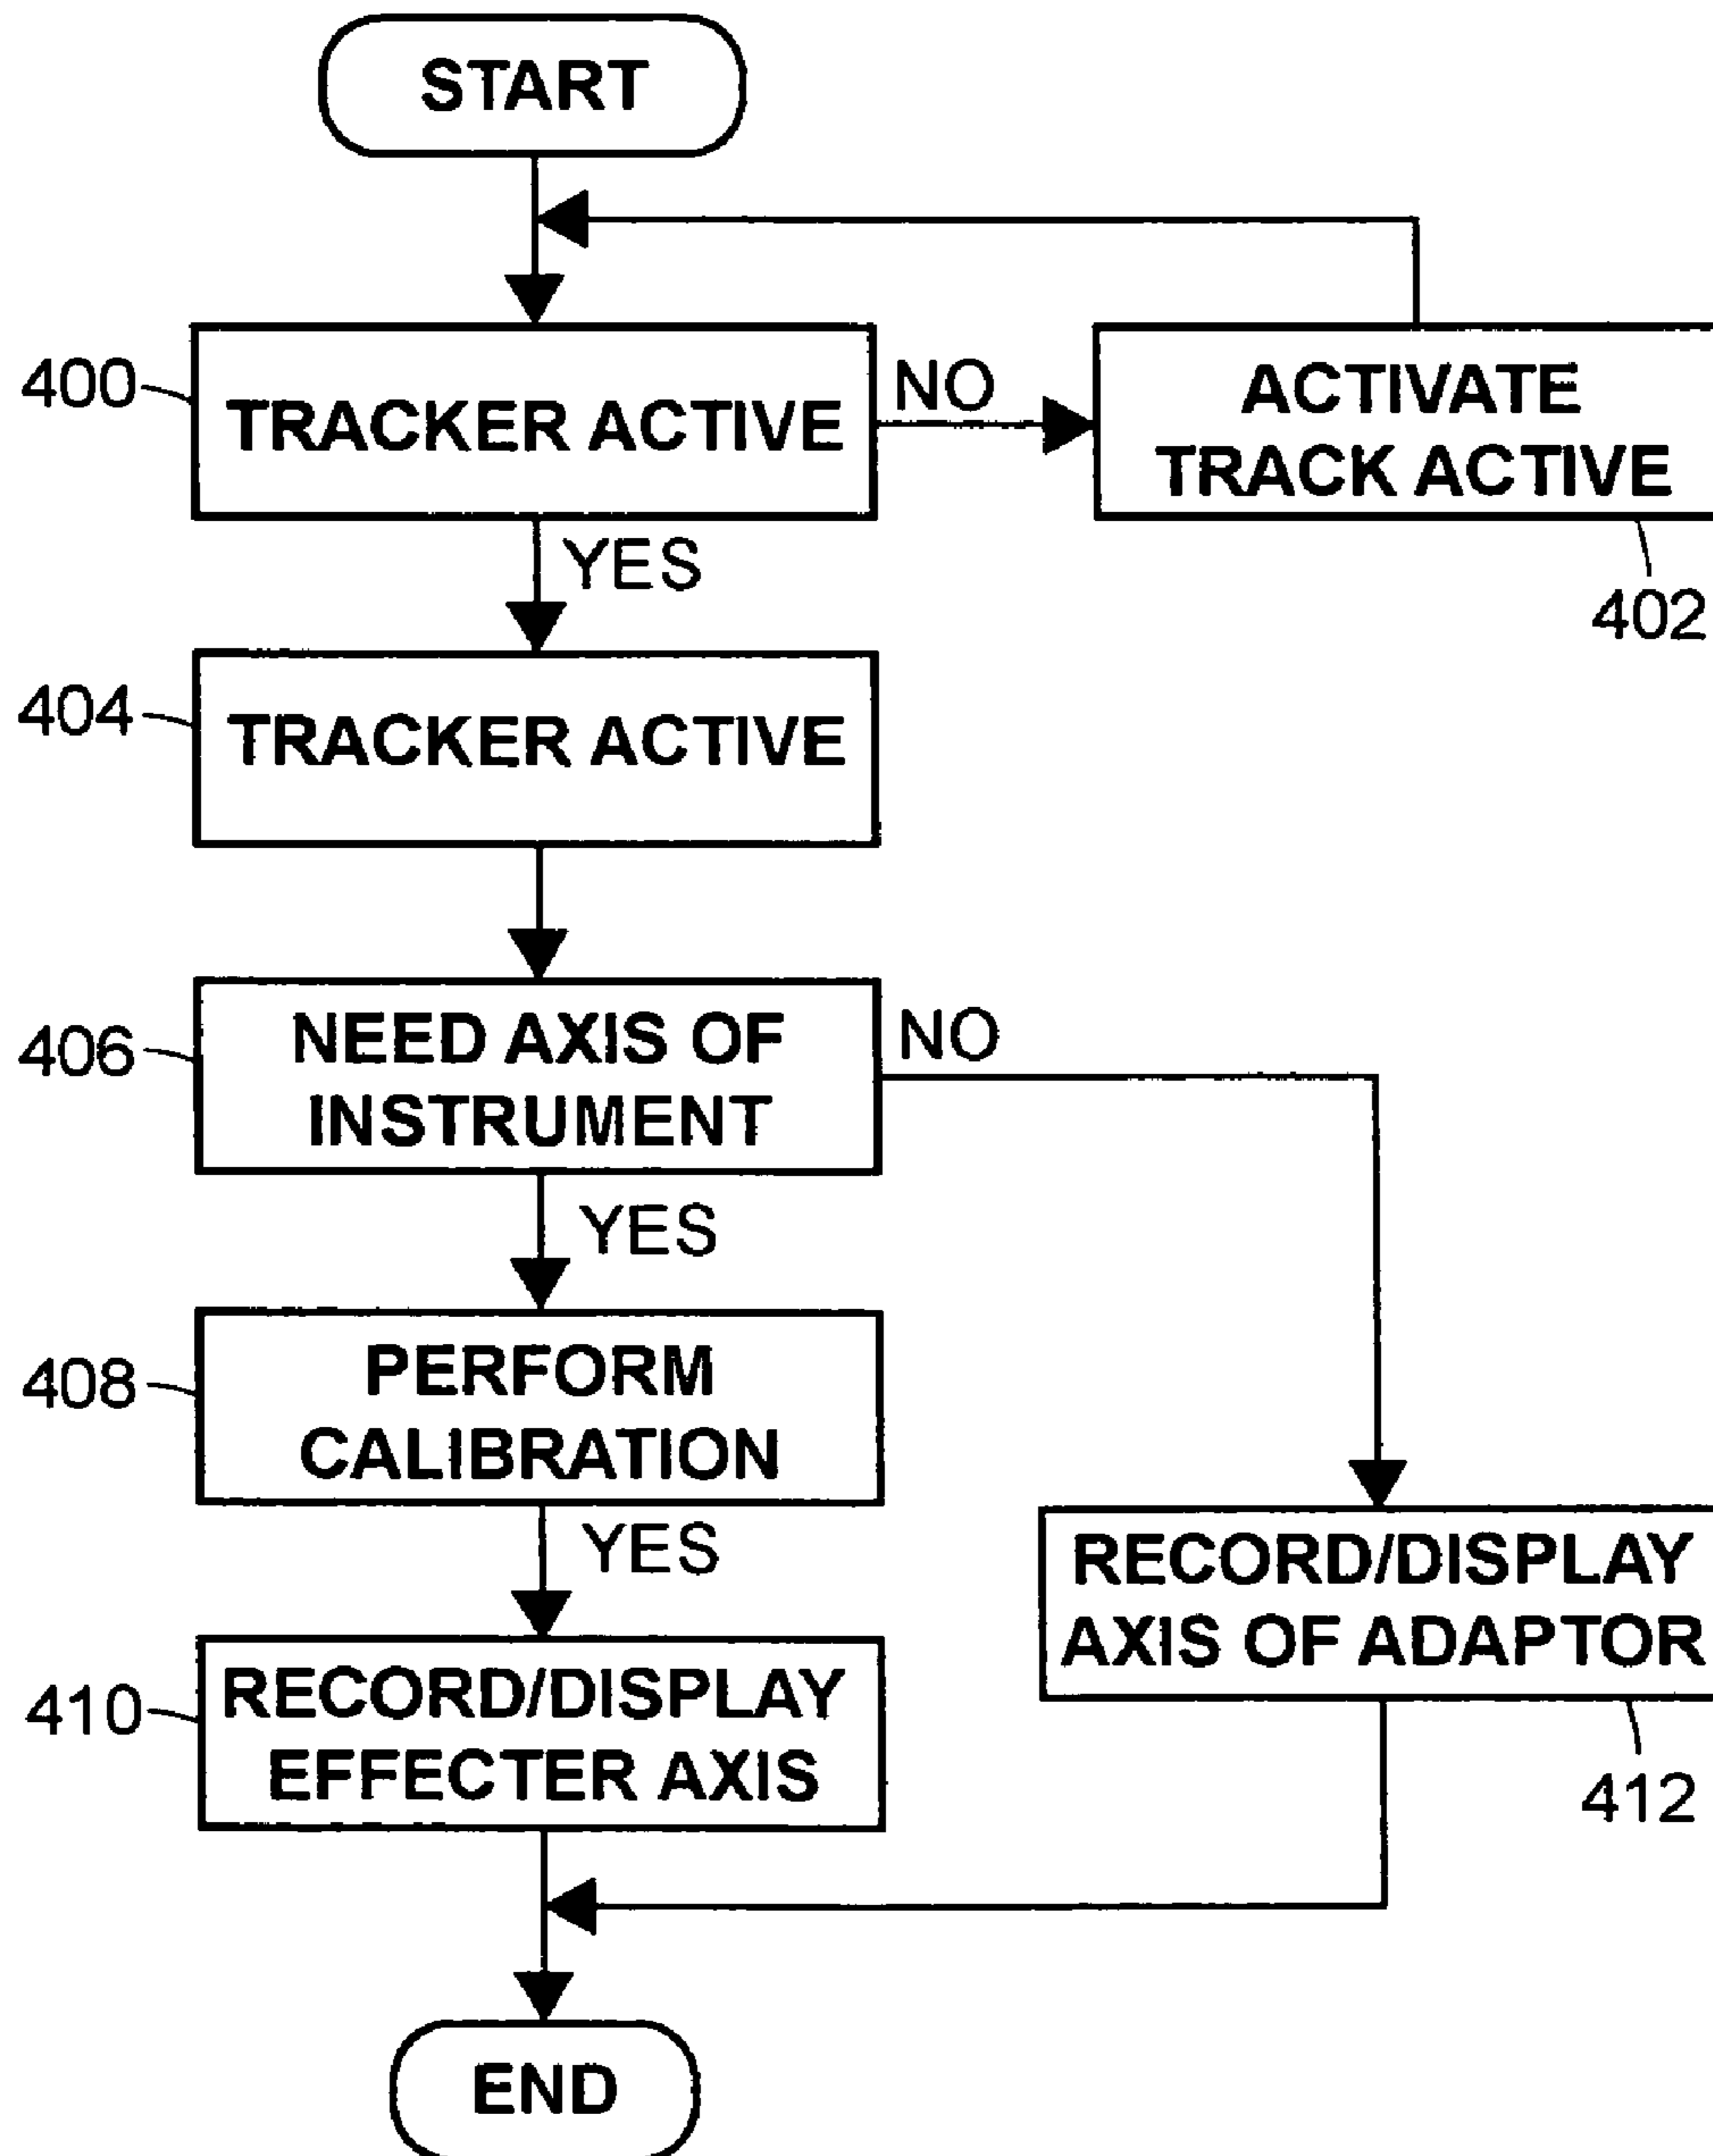 START
400
TRACKER ACTIVE
NO
ACTIVATE
TRACK ACTIVE
402
YES
404
TRACKER ACTIVE
406
NEED AXIS OF
INSTRUMENT
NO
YES
408
PERFORM
CALIBRATION
YES
410
RECORD/DISPLAY
EFFECTER AXIS
RECORD/DISPLAY
AXIS OF ADAPTOR
412
END